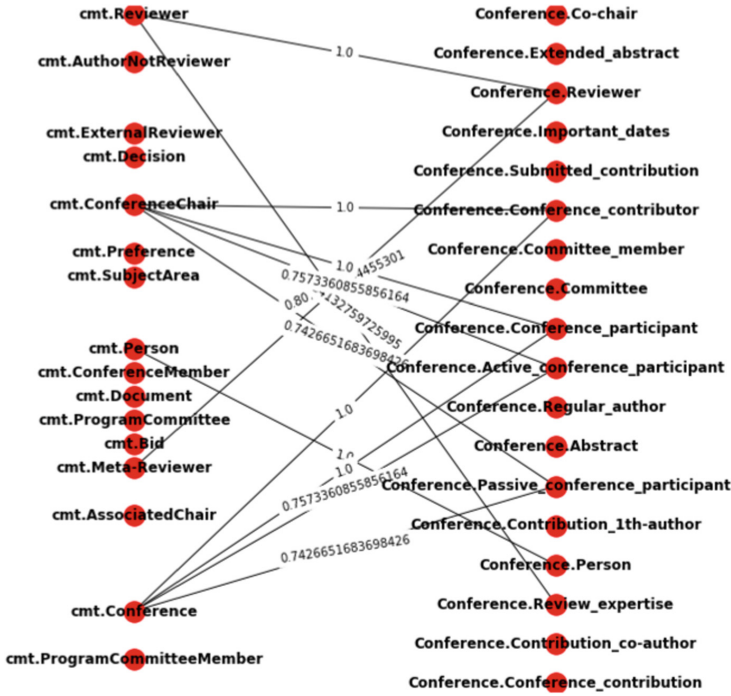 cmt.Reviewer
cmt.AuthorNotReviewer
cmt.ExternalReviewer
cmt.Decision
cmt.ConferenceChair
cmt.Preference
cmt.SubjectArea
cmt.Person
cmt.ConferenceMember
cmt.Document
cmt.ProgramCommittee
cmt.Bid
cmt.Meta-Reviewer
cmt.AssociatedChair
cmt.Conference
cmt.ProgramCommitteeMember
1.0
1.0
1.0
4455301
0.7573360855856164
0.80
132759725995
0.7426651683698426
1.0
1.0
1.0
0.7573360855856164
0.7426651683698426
Conference.Co-chair
Conference.Extended_abstract
Conference.Reviewer
Conference.Important_dates
Conference.Submitted_contribution
Conference.Conference_contributor
Conference.Committee_member
Conference.Committee
Conference.Conference_participant
Conference.Active_conference_participant
Conference.Regular_author
Conference.Abstract
Conference.Passive_conference_participant
Conference.Contribution_1th-author
Conference.Person
Conference.Review_expertise
Conference.Contribution_co-author
Conference.Conference_contribution